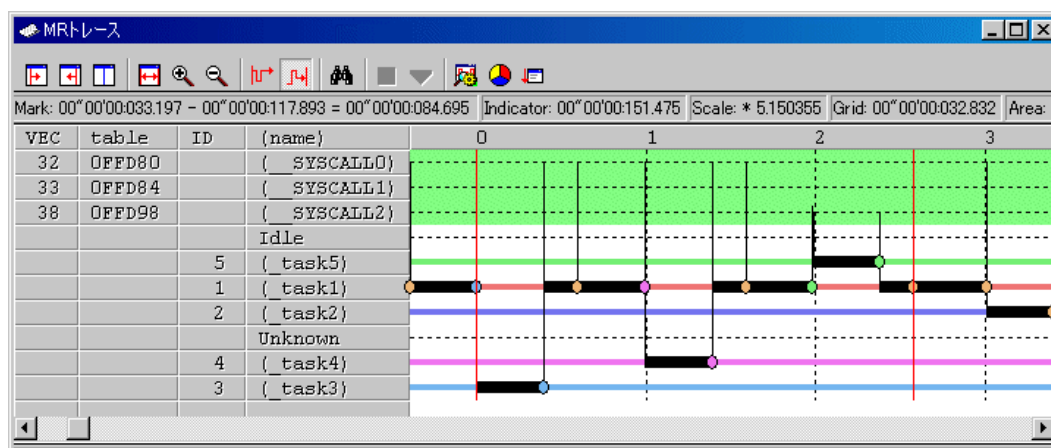 MRトレース
Mark: 00"00'00:033.197 - 00"00'00:117.893 = 00"00'00:084.695 Indicator: 00"00'00:151.475 Scale: * 5.150355 Grid: 00"00'00:032.832 Area:
VEC table ID (name) 0 1 2 3
32 0FFD80 (__SYSCALL0)
33 0FFD84 (__SYSCALL1)
38 0FFD98 (__SYSCALL2)
Idle
5 (_task5)
1 (_task1)
2 (_task2)
Unknown
4 (_task4)
3 (_task3)